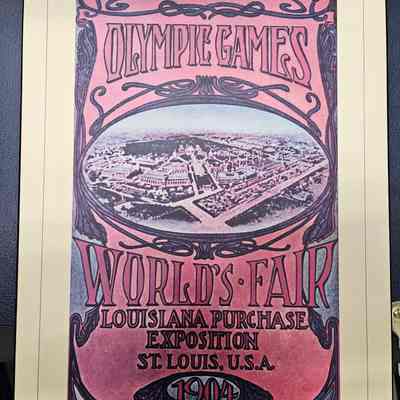 OLYMPIC GAMES
WORLD'S · FAIR
LOUISIANA PURCHASE
EXPOSITION
ST. LOUIS, U.S.A.
1904